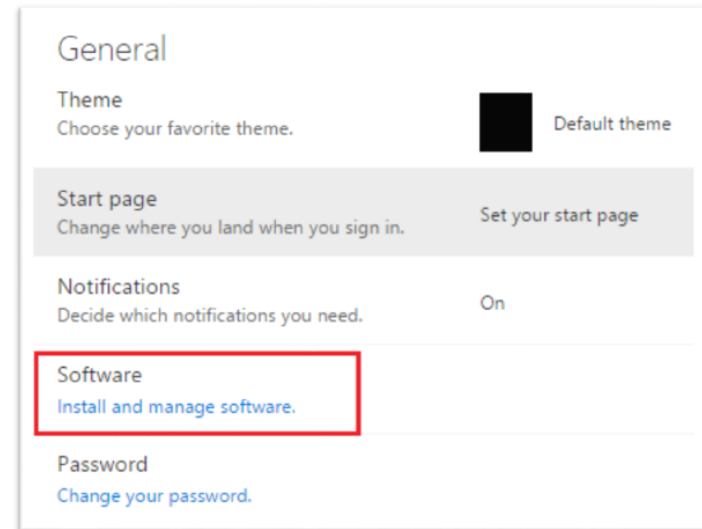 General
Theme
Choose your favorite theme.
Default theme
Start page
Change where you land when you sign in.
Set your start page
Notifications
Decide which notifications you need.
On
Software
Install and manage software.
Password
Change your password.